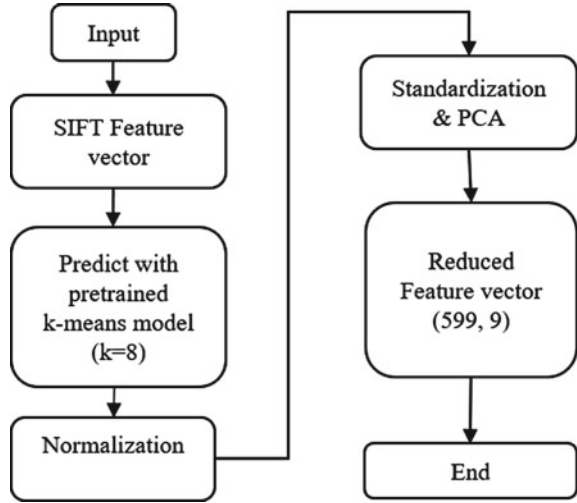 Input
SIFT Feature
vector
Predict with
pretrained
k-means model
(k=8)
Normalization
Standardization
& PCA
Reduced
Feature vector
(599, 9)
End